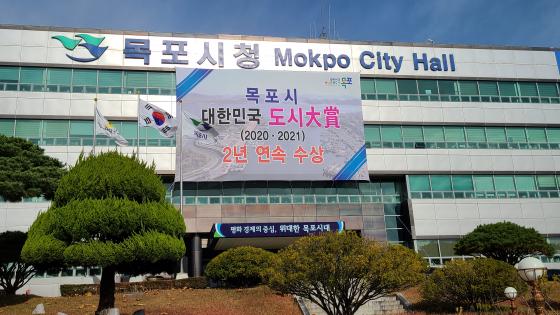 목포시청 Mokpo City Hall
목포
목포시
대한민국 도시大賞
(2020·2021)
2년 연속 수상
평화 경제의 중심, 위대한 목포시대